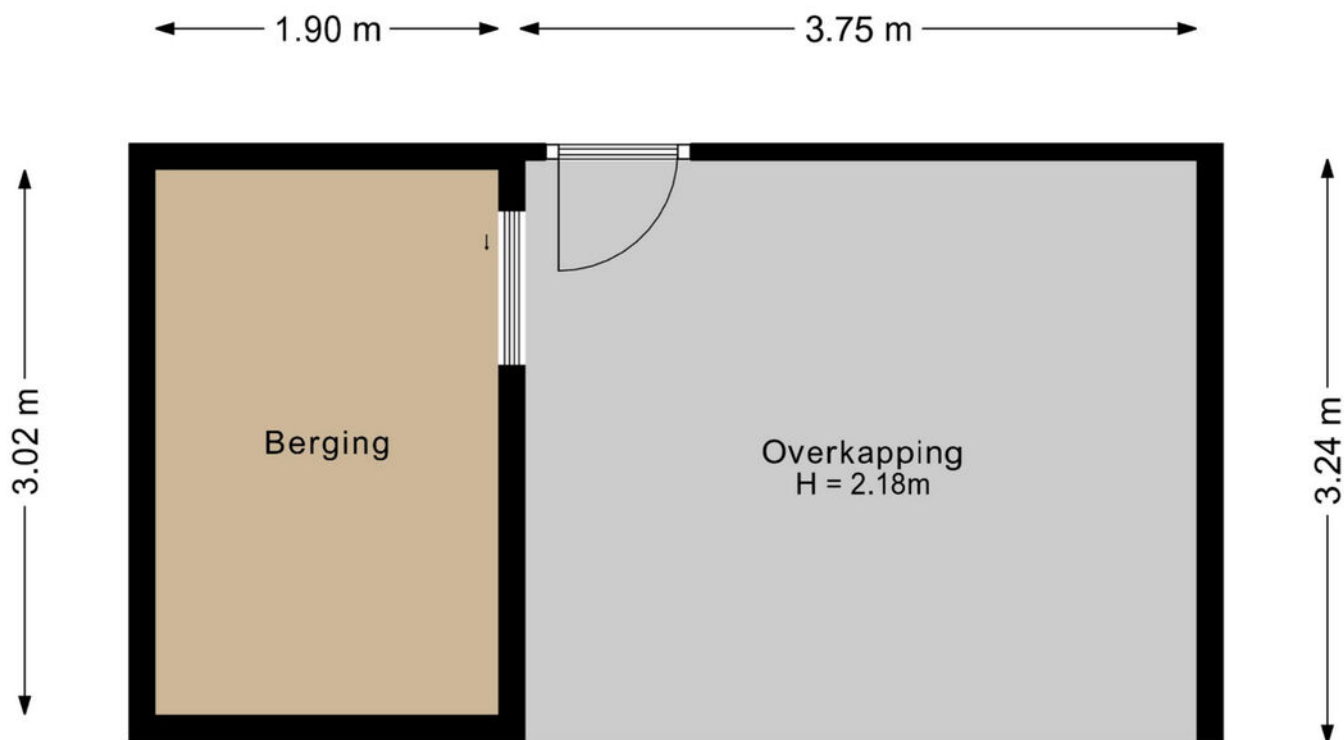 1.90 m
3.75 m
3.02 m
Berging
Overkapping
H = 2.18m
3.24 m